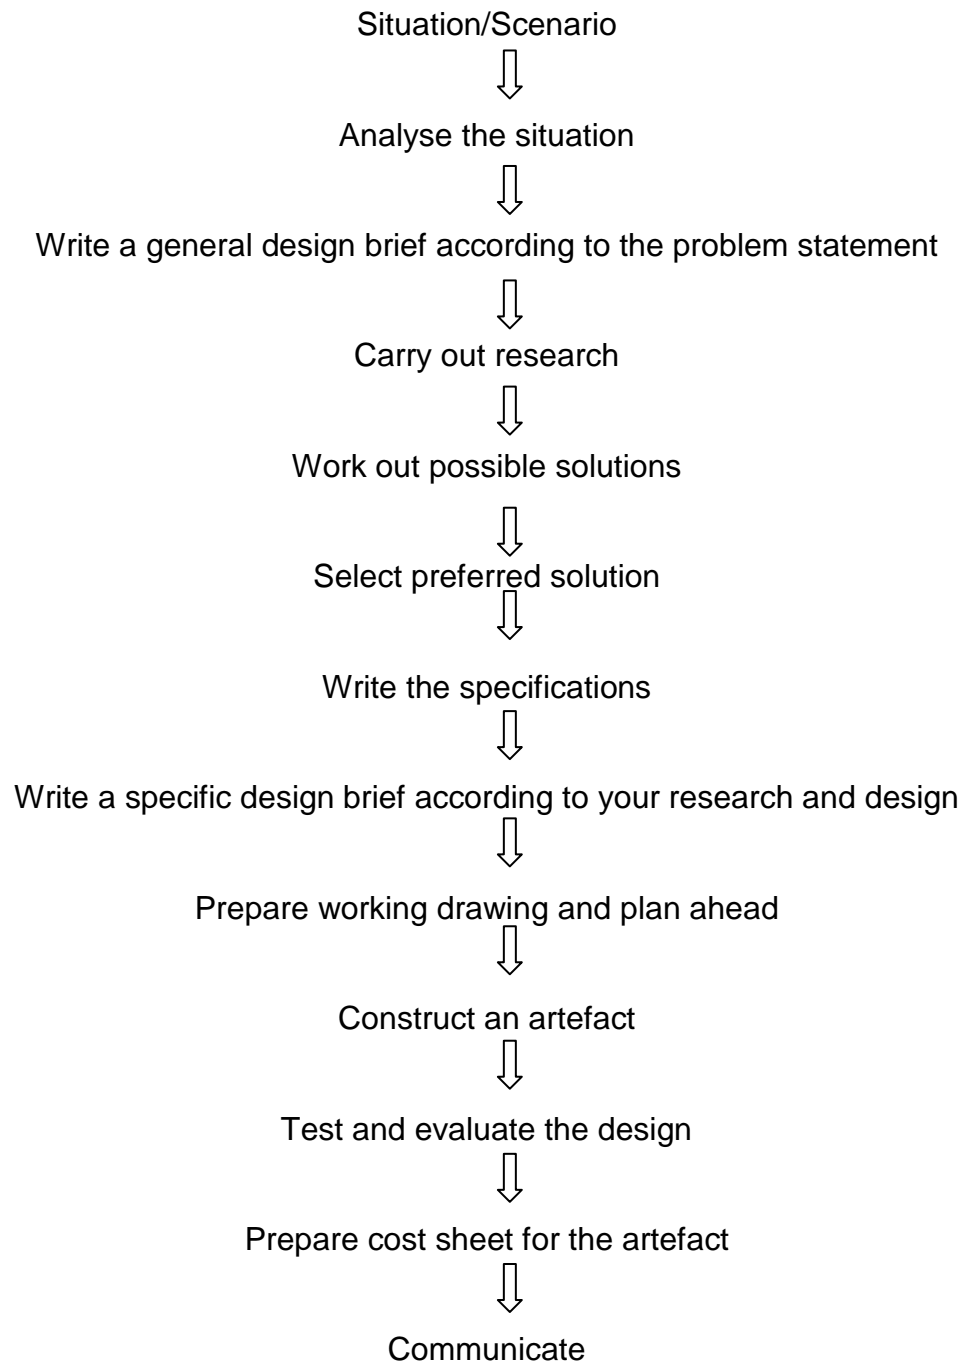 Situation/Scenario
Analyse the situation
Write a general design brief according to the problem statement
Carry out research
Work out possible solutions
Select preferred solution
Write the specifications
Write a specific design brief according to your research and design
Prepare working drawing and plan ahead
Construct an artefact
Test and evaluate the design
Prepare cost sheet for the artefact
Communicate